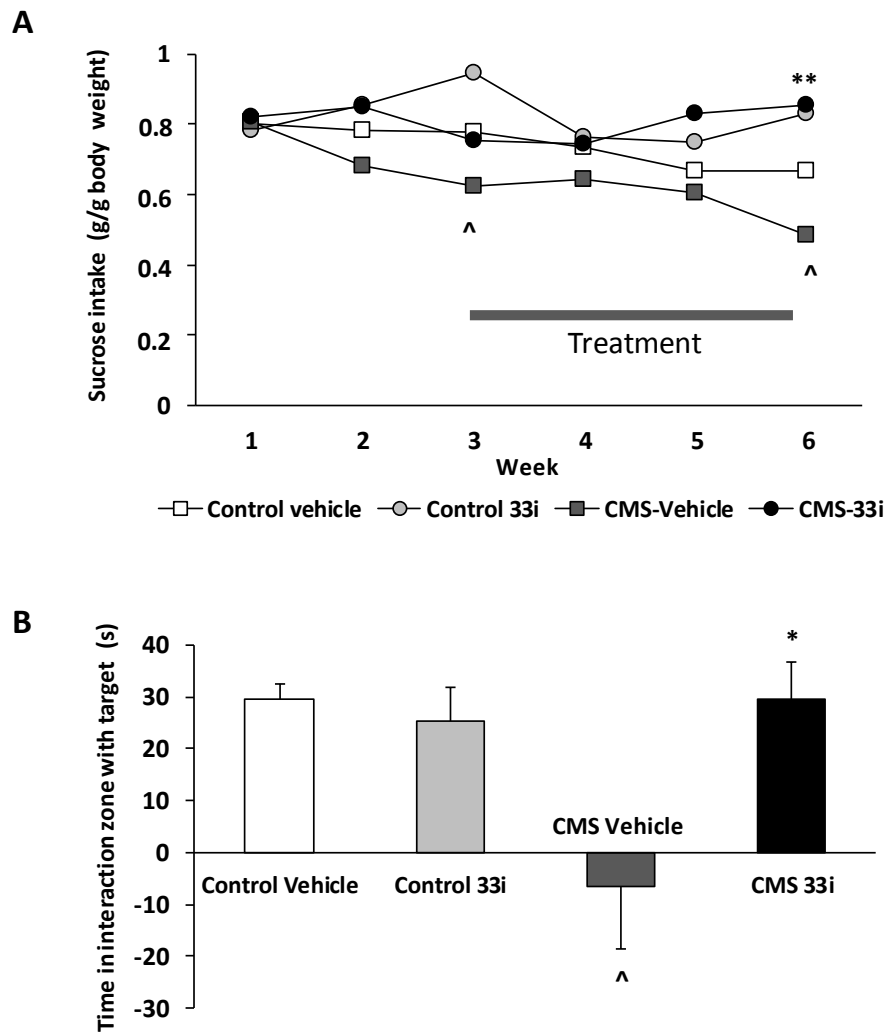 A
Sucrose intake (g/g body weight)
1
0.8
0.6
0.4
0.2
0
**
^
^
Treatment
1 2 3 4 5 6
Week
Control vehicle Control 33i CMS-Vehicle CMS-33i
B
Time in interaction zone with target (s)
40
30
20
10
0
-10
-20
-30
*
CMS Vehicle
Control Vehicle Control 33i CMS 33i
^